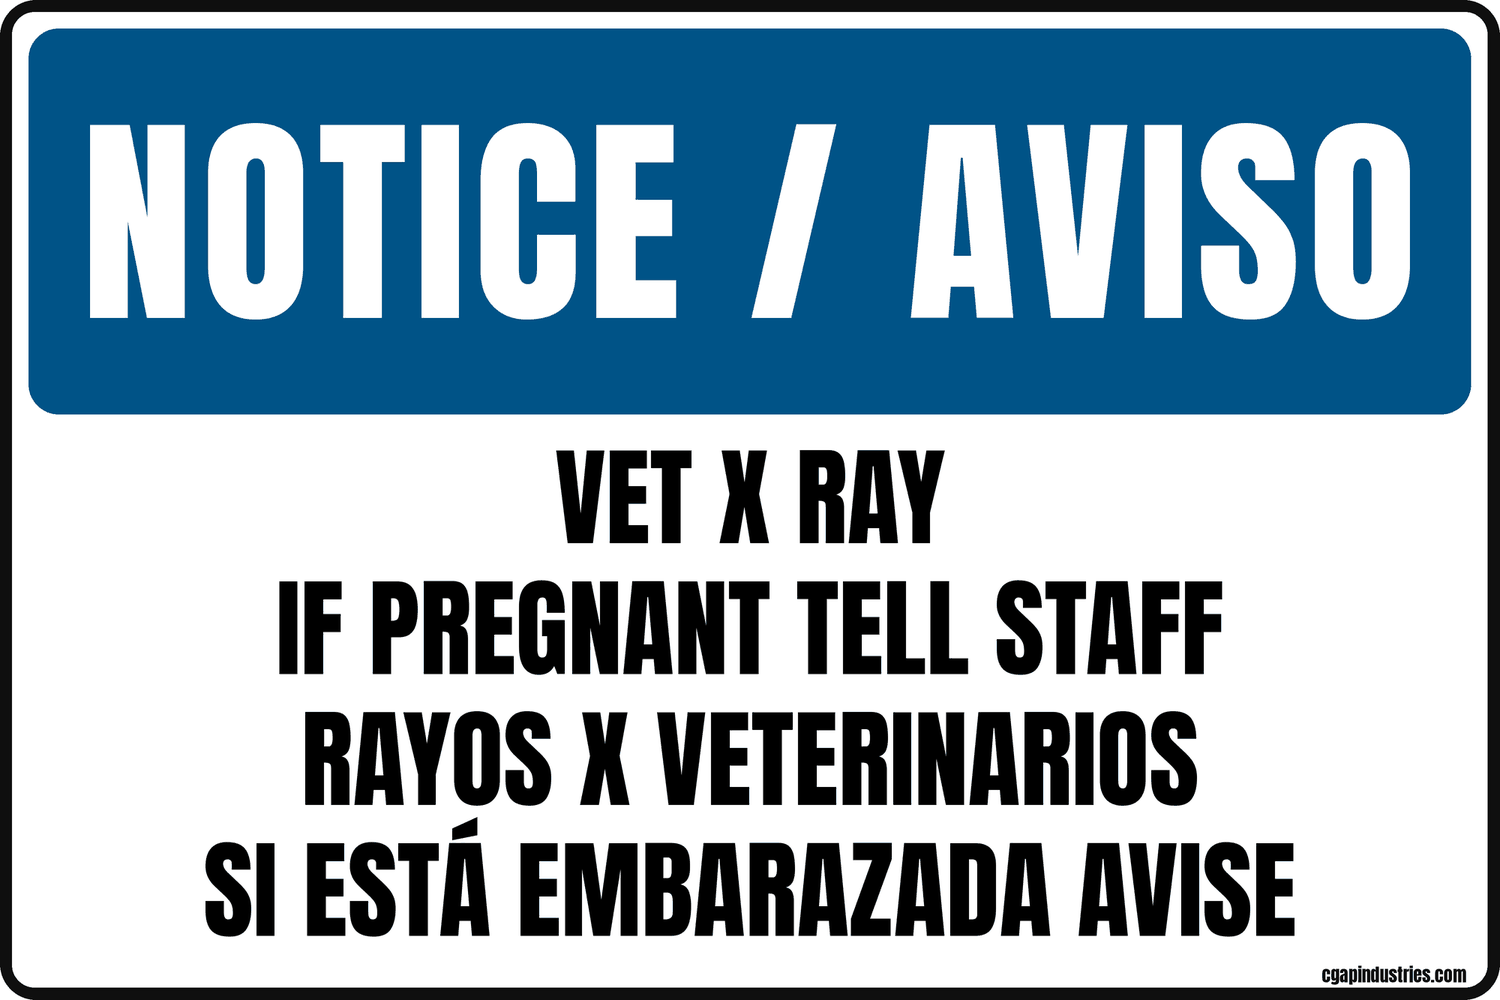 NOTICE / AVISO
VET X RAY
IF PREGNANT TELL STAFF
RAYOS X VETERINARIOS
SI ESTÁ EMBARAZADA AVISE
cgapindustries.com